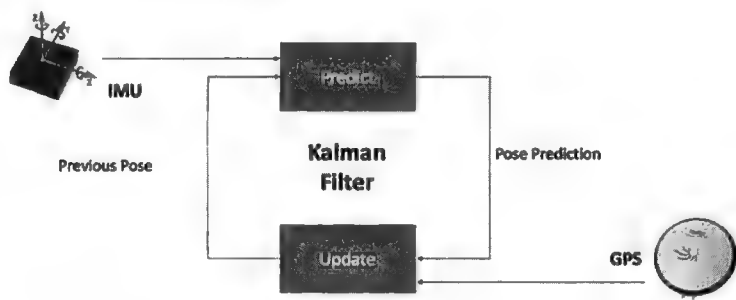 IMU
Predict
Previous Pose
Kalman
Filter
Pose Prediction
Update
GPS